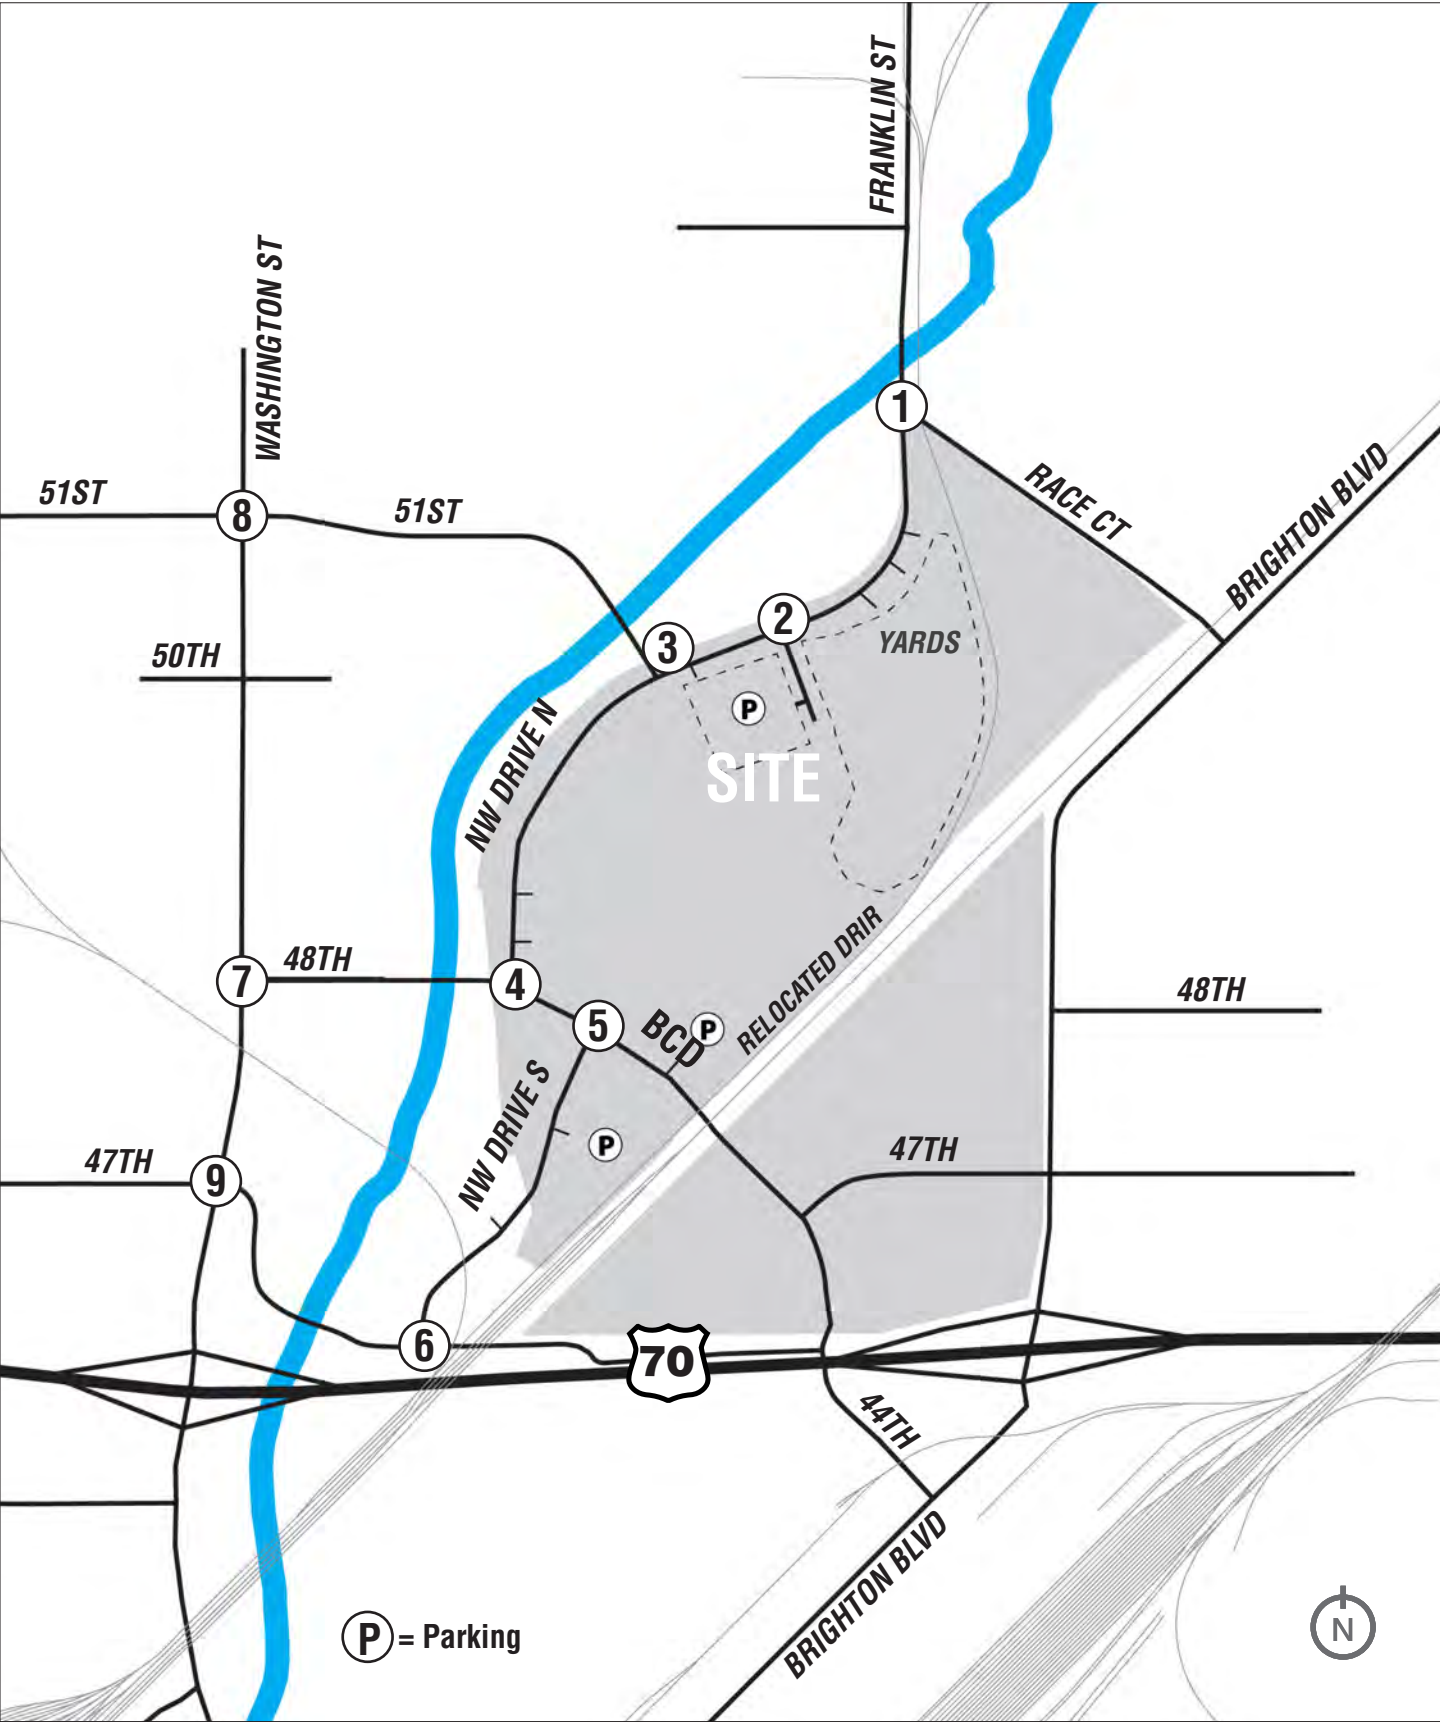 FRANKLIN ST
WASHINGTON ST
1
RACE CT
BRIGHTON BLVD
51ST
8
51ST
2
3
YARDS
50TH
P
NW DRIVE N
SITE
48TH
7
4
RELOCATED DRIR
48TH
5
BCD
P
NW DRIVE S
P
47TH
47TH
9
6
70
44TH
BRIGHTON BLVD
P = Parking
N